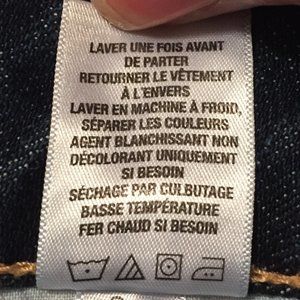 LAVER UNE FOIS AVANT
DE PORTER
RETOURNER LE VÊTEMENT
À L'ENVERS
LAVER EN MACHINE À FROID,
SÉPARER LES COULEURS
AGENT BLANCHISSANT NON
DÉCOLORANT UNIQUEMENT
SI BESOIN
SÉCHAGE PAR CULBUTAGE
BASSE TEMPÉRATURE
FER CHAUD SI BESOIN